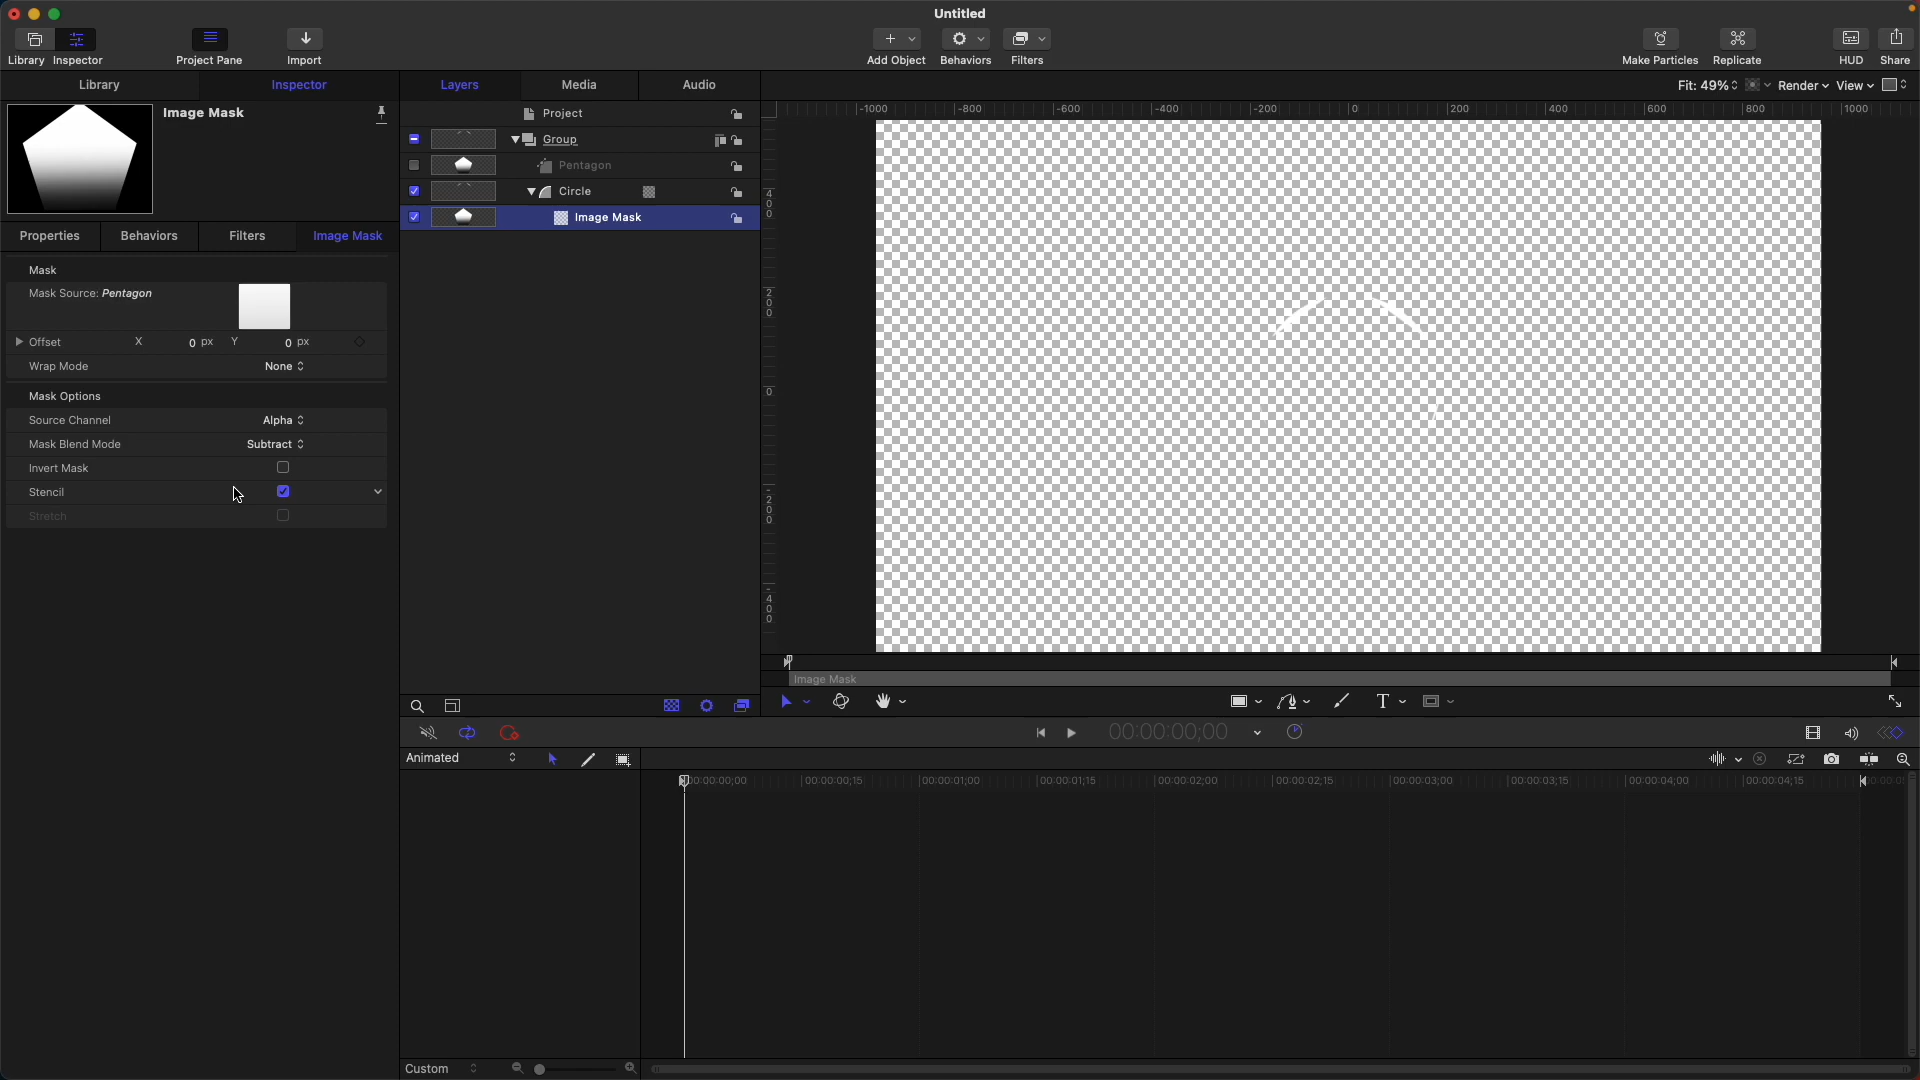 Untitled
Library Inspector Project Pane Import Add Object Behaviors Filters Make Particles Replicate HUD Share
Library Inspector Layers Media Audio Fit: 49% Render View
Image Mask
Project
Group
Pentagon
Circle
Image Mask
-1000 -800 -600 -400 -200 0 200 400 600 800 1000
400
200
0
-200
-400
Properties Behaviors Filters Image Mask
Mask
Mask Source: Pentagon
Offset X 0 px Y 0 px
Wrap Mode None
Mask Options
Source Channel Alpha
Mask Blend Mode Subtract
Invert Mask
Stencil
Stretch
Image Mask
T
00:00:00;00
Animated
00:00:00;00 00:00:00;15 00:00:01;00 00:00:01;15 00:00:02;00 00:00:02;15 00:00:03;00 00:00:03;15 00:00:04;00 00:00:04;15
Custom